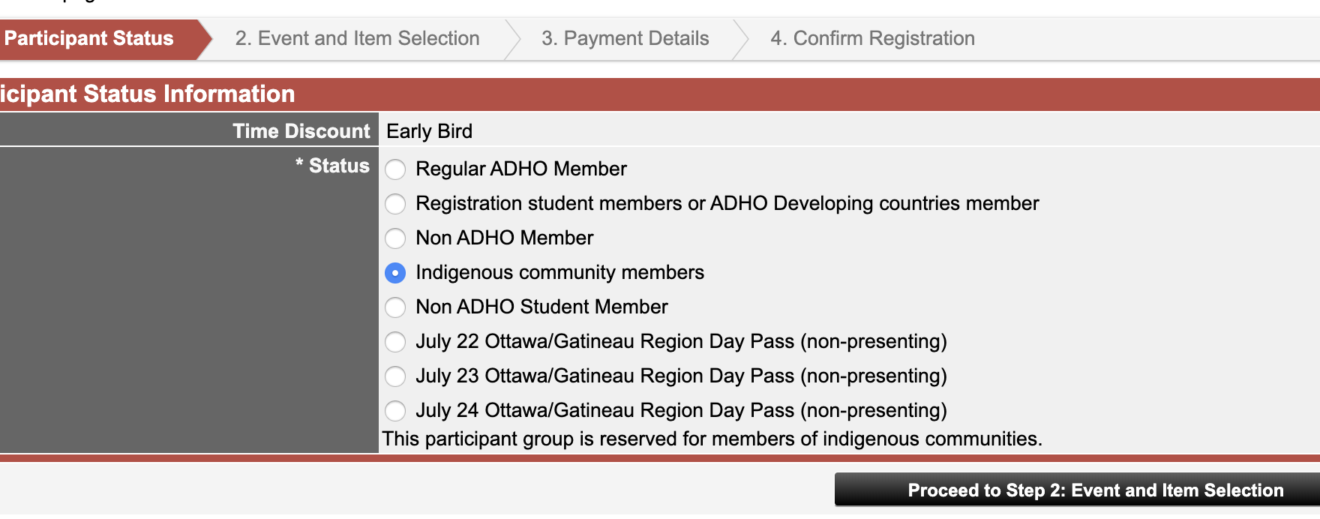 Participant Status
2. Event and Item Selection
3. Payment Details
4. Confirm Registration
icipant Status Information
Time Discount Early Bird
* Status
Regular ADHO Member
Registration student members or ADHO Developing countries member
Non ADHO Member
Indigenous community members
Non ADHO Student Member
July 22 Ottawa/Gatineau Region Day Pass (non-presenting)
July 23 Ottawa/Gatineau Region Day Pass (non-presenting)
July 24 Ottawa/Gatineau Region Day Pass (non-presenting)
This participant group is reserved for members of indigenous communities.
Proceed to Step 2: Event and Item Selection